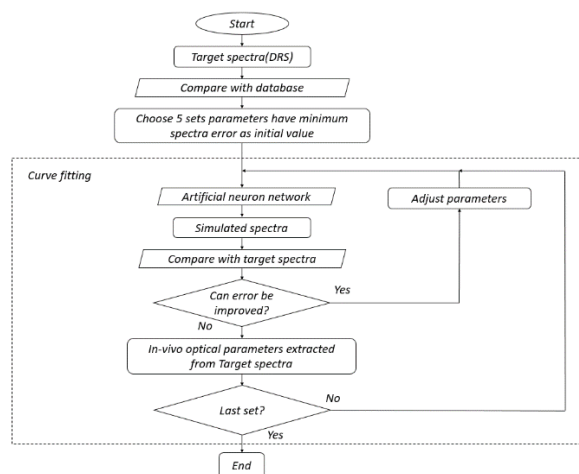 Start
Target spectra(DRS)
Compare with database
Choose 5 sets parameters have minimum
spectra error as initial value
Curve fitting
Artificial neuron network
Adjust parameters
Simulated spectra
Compare with target spectra
Can error be
improved?
Yes
No
In-vivo optical parameters extracted
from Target spectra
Last set?
No
Yes
End